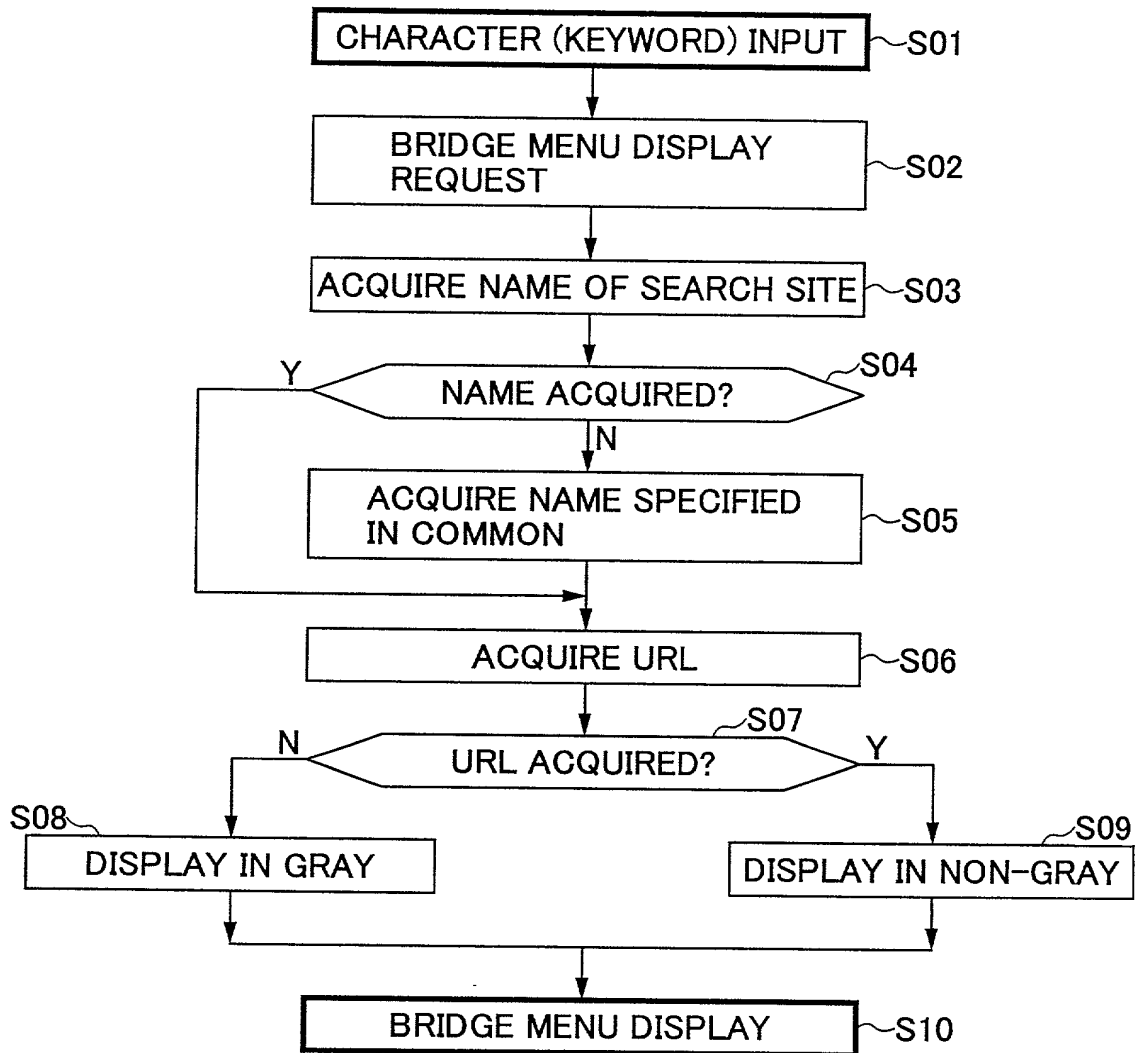 CHARACTER (KEYWORD) INPUT S01
BRIDGE MENU DISPLAY
REQUEST
S02
ACQUIRE NAME OF SEARCH SITE S03
S04
Y
NAME ACQUIRED?
N
ACQUIRE NAME SPECIFIED
IN COMMON
S05
ACQUIRE URL S06
S07
N URL ACQUIRED? Y
S08 S09
DISPLAY IN GRAY DISPLAY IN NON-GRAY
BRIDGE MENU DISPLAY S10